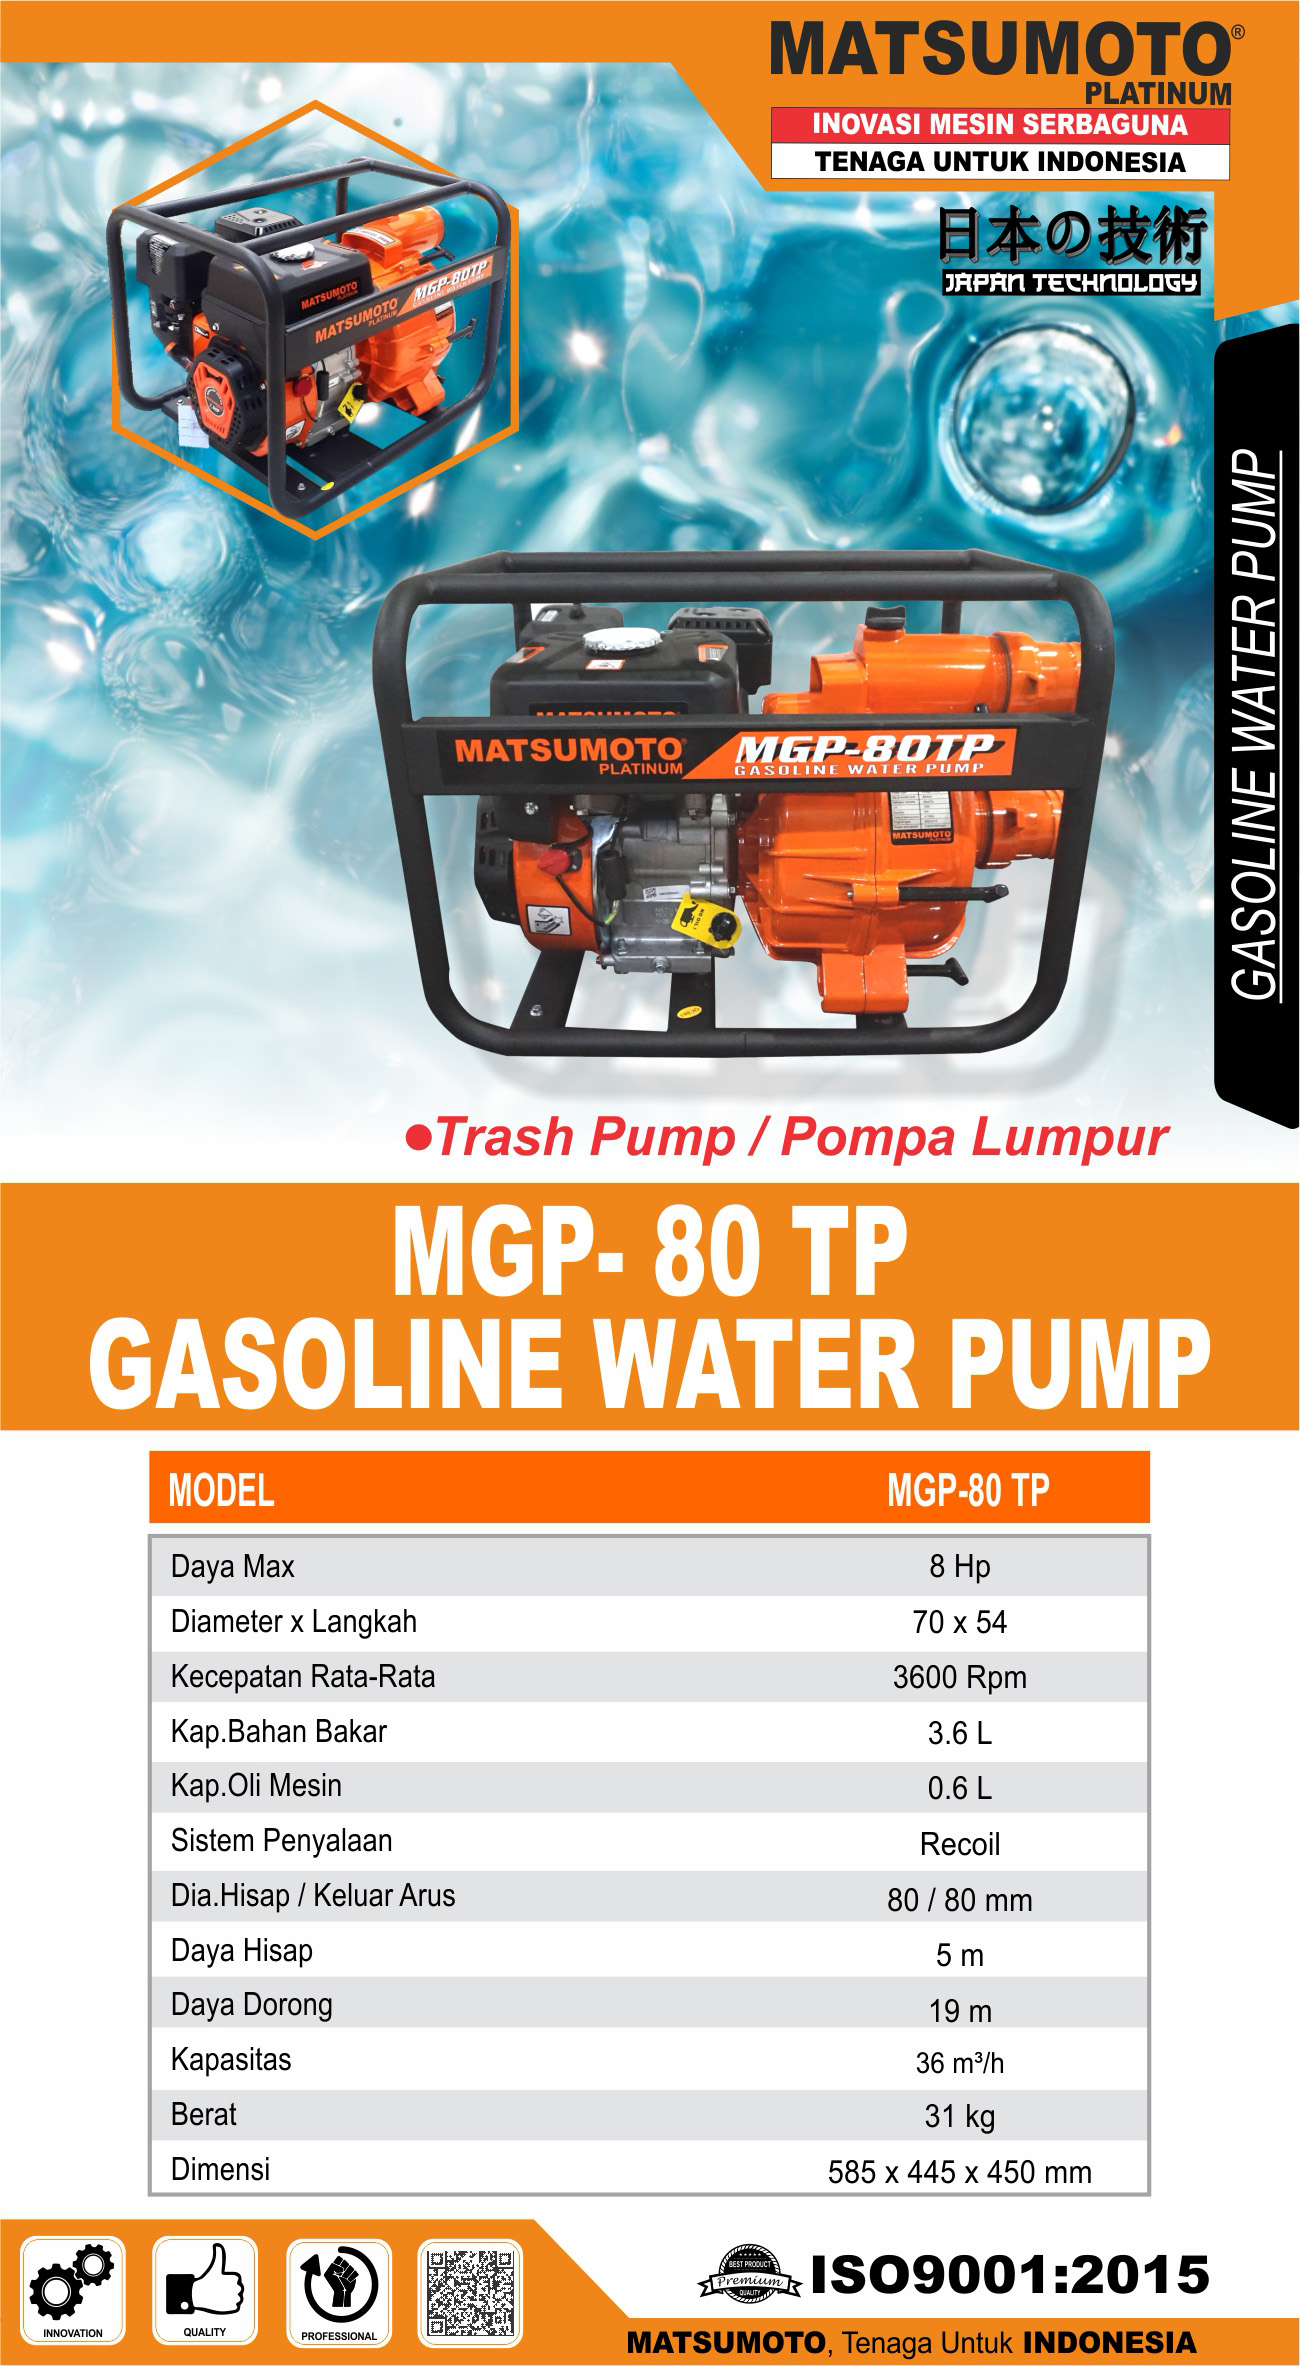 MATSUMOTO®
PLATINUM
INOVASI MESIN SERBAGUNA
TENAGA UNTUK INDONESIA
日本の技術
JAPAN TECHNOLOGY
MATSUMOTO
PLATINUM
MATSUMOTO
PLATINUM
MGP-80TP
GASOLINE WATER PUMP
GASOLINE WATER PUMP
MATSUMOTO
MATSUMOTO®
PLATINUM
MGP-80TP
GASOLINE WATER PUMP
MATSUMOTO
PLATINUM
●Trash Pump / Pompa Lumpur
MGP- 80 TP
GASOLINE WATER PUMP
MODEL MGP-80 TP
Daya Max 8 Hp
Diameter x Langkah 70 x 54
Kecepatan Rata-Rata 3600 Rpm
Kap.Bahan Bakar 3.6 L
Kap.Oli Mesin 0.6 L
Sistem Penyalaan Recoil
Dia.Hisap / Keluar Arus 80 / 80 mm
Daya Hisap 5 m
Daya Dorong 19 m
Kapasitas 36 m³/h
Berat 31 kg
Dimensi 585 x 445 x 450 mm
INNOVATION
QUALITY
PROFESSIONAL
BEST PRODUCT
Premium
QUALITY
ISO9001:2015
MATSUMOTO, Tenaga Untuk INDONESIA